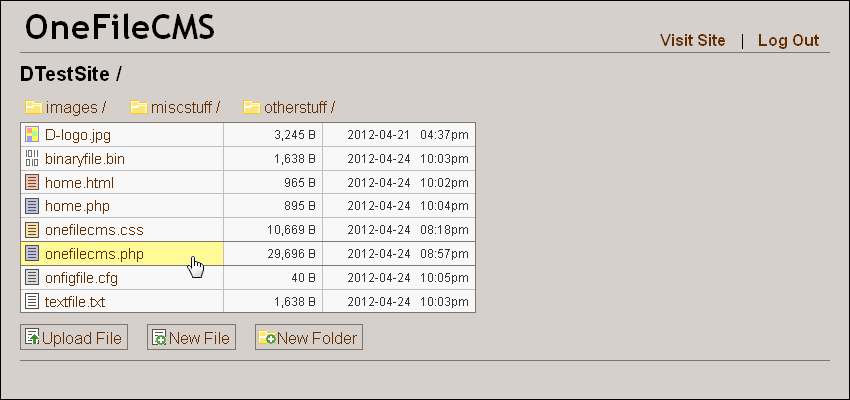 OneFileCMS
Visit Site | Log Out
DTestSite /
images / miscstuff / otherstuff /
D-logo.jpg 3,245 B 2012-04-21 04:37pm
binaryfile.bin 1,638 B 2012-04-24 10:03pm
home.html 965 B 2012-04-24 10:02pm
home.php 895 B 2012-04-24 10:04pm
onefilecms.css 10,669 B 2012-04-24 08:18pm
onefilecms.php 29,696 B 2012-04-24 08:57pm
onfigfile.cfg 40 B 2012-04-24 10:05pm
textfile.txt 1,638 B 2012-04-24 10:03pm
Upload File New File New Folder